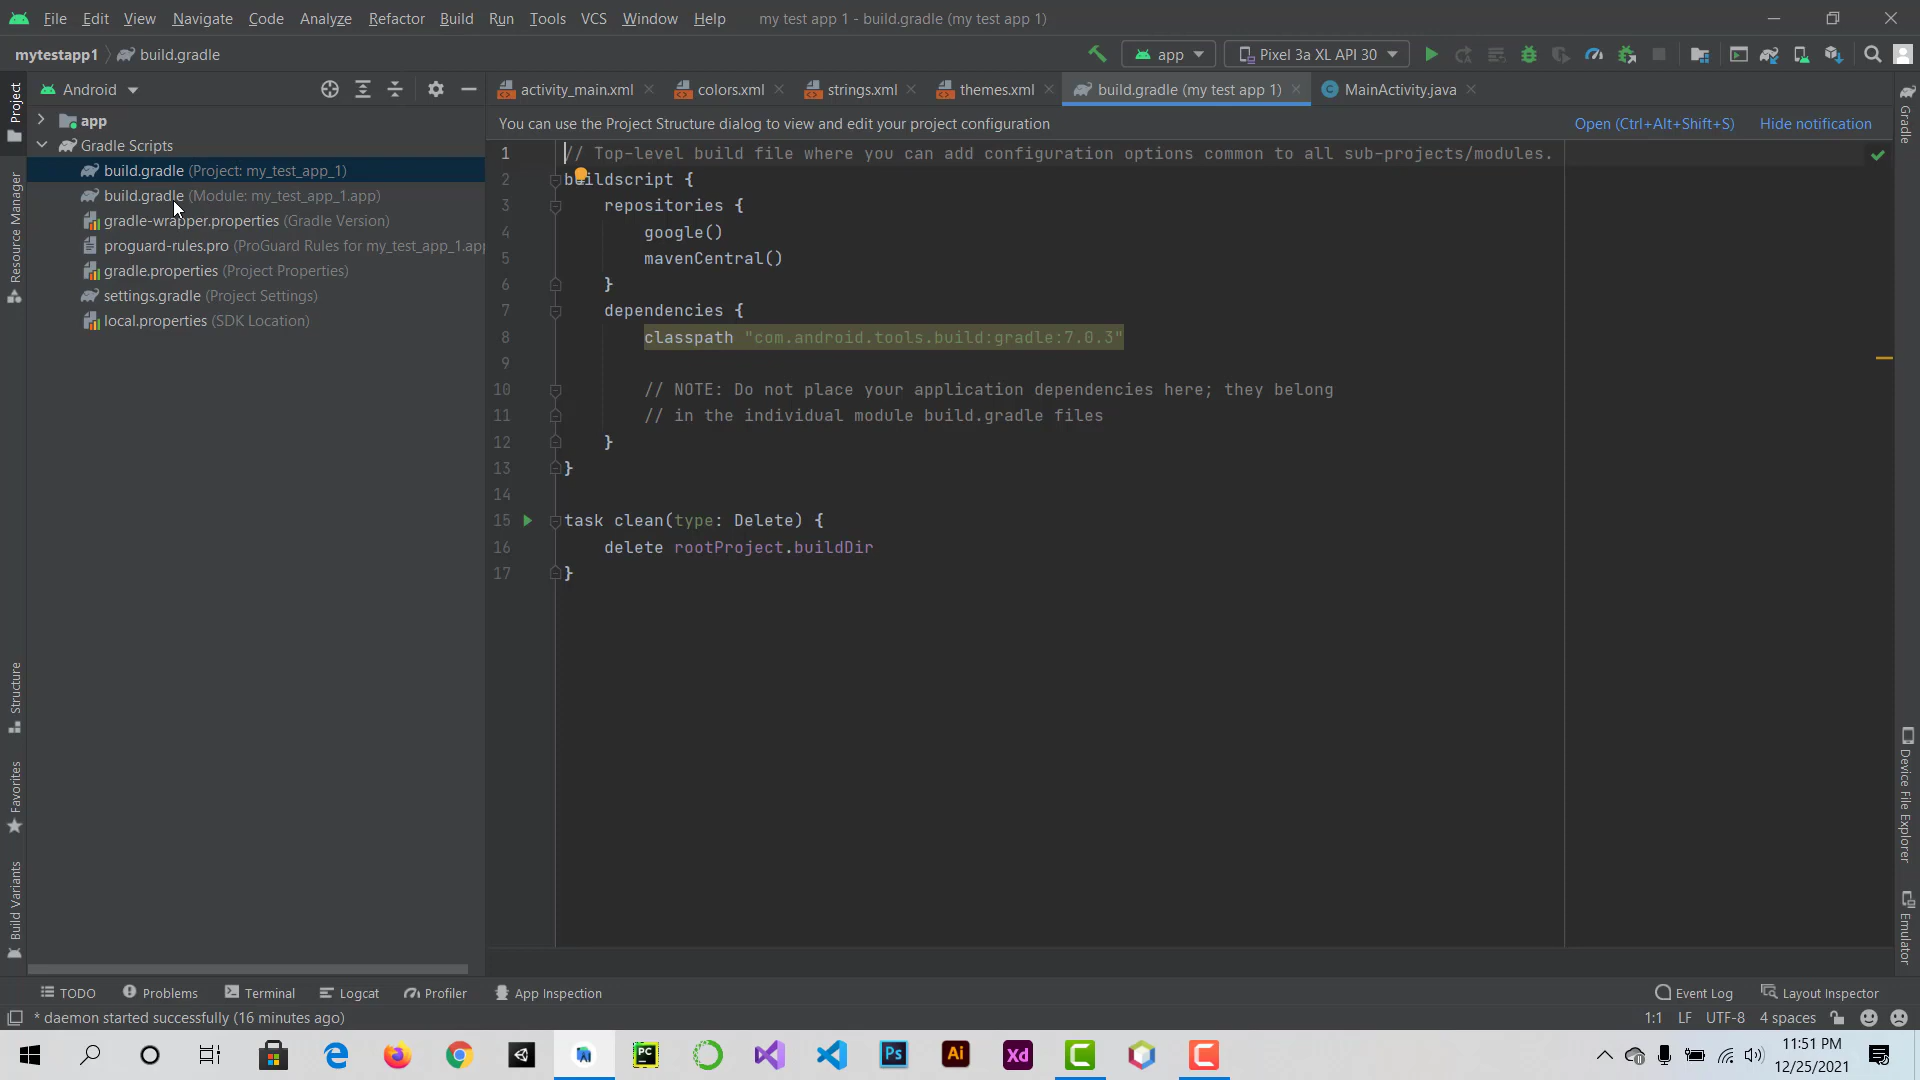 File Edit View Navigate Code Analyze Refactor Build Run Tools VCS Window Help my test app 1 - build.gradle (my test app 1)
mytestapp1 build.gradle app Pixel 3a XL API 30
Android
activity_main.xml colors.xml strings.xml themes.xml build.gradle (my test app 1) MainActivity.java
You can use the Project Structure dialog to view and edit your project configuration Open (Ctrl+Alt+Shift+S) Hide notification
app
Gradle Scripts
build.gradle (Project: my_test_app_1)
build.gradle (Module: my_test_app_1.app)
gradle-wrapper.properties (Gradle Version)
proguard-rules.pro (ProGuard Rules for my_test_app_1.app
gradle.properties (Project Properties)
settings.gradle (Project Settings)
local.properties (SDK Location)
1 // Top-level build file where you can add configuration options common to all sub-projects/modules.
2 buildscript {
3 repositories {
4 google()
5 mavenCentral()
6 }
7 dependencies {
8 classpath "com.android.tools.build:gradle:7.0.3"
9
10 // NOTE: Do not place your application dependencies here; they belong
11 // in the individual module build.gradle files
12 }
13 }
14
15 task clean(type: Delete) {
16 delete rootProject.buildDir
17 }
Project
Resource Manager
Structure
Favorites
Build Variants
Gradle
Device File Explorer
Emulator
TODO Problems Terminal Logcat Profiler App Inspection Event Log Layout Inspector
* daemon started successfully (16 minutes ago) 1:1 LF UTF-8 4 spaces
PC Ps Ai Xd
11:51 PM
12/25/2021